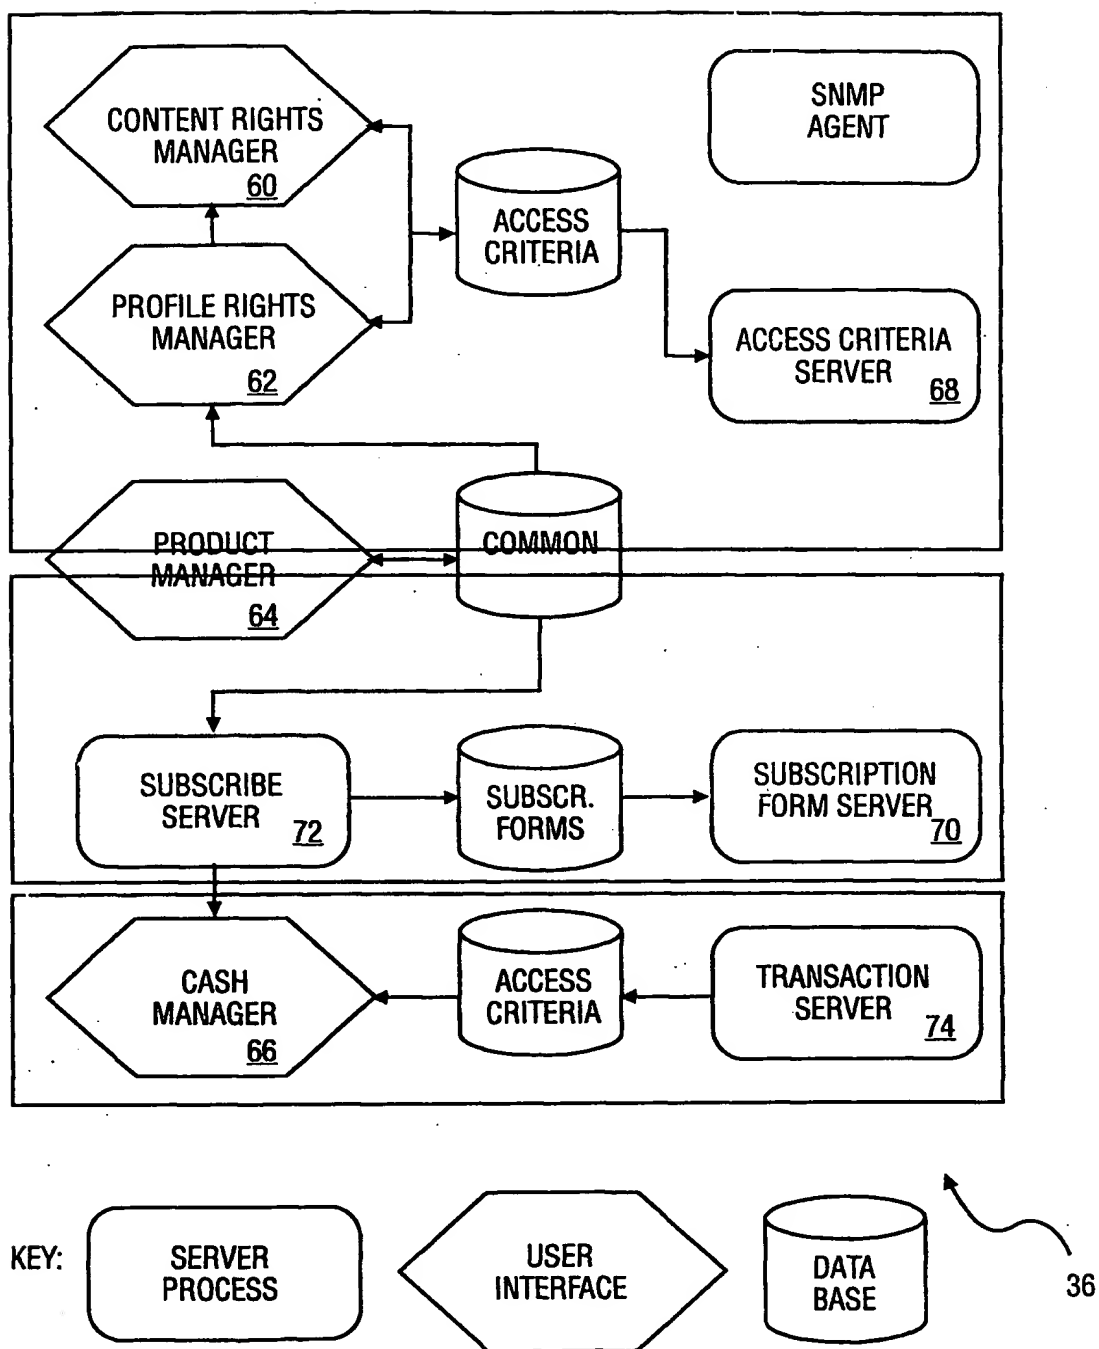 CONTENT RIGHTS
MANAGER
60
SNMP
AGENT
ACCESS
CRITERIA
PROFILE RIGHTS
MANAGER
62
ACCESS CRITERIA
SERVER
68
PRODUCT
MANAGER
64
COMMON
SUBSCRIBE
SERVER
72
SUBSCR.
FORMS
SUBSCRIPTION
FORM SERVER
70
CASH
MANAGER
66
ACCESS
CRITERIA
TRANSACTION
SERVER
74
KEY:
SERVER
PROCESS
USER
INTERFACE
DATA
BASE
36